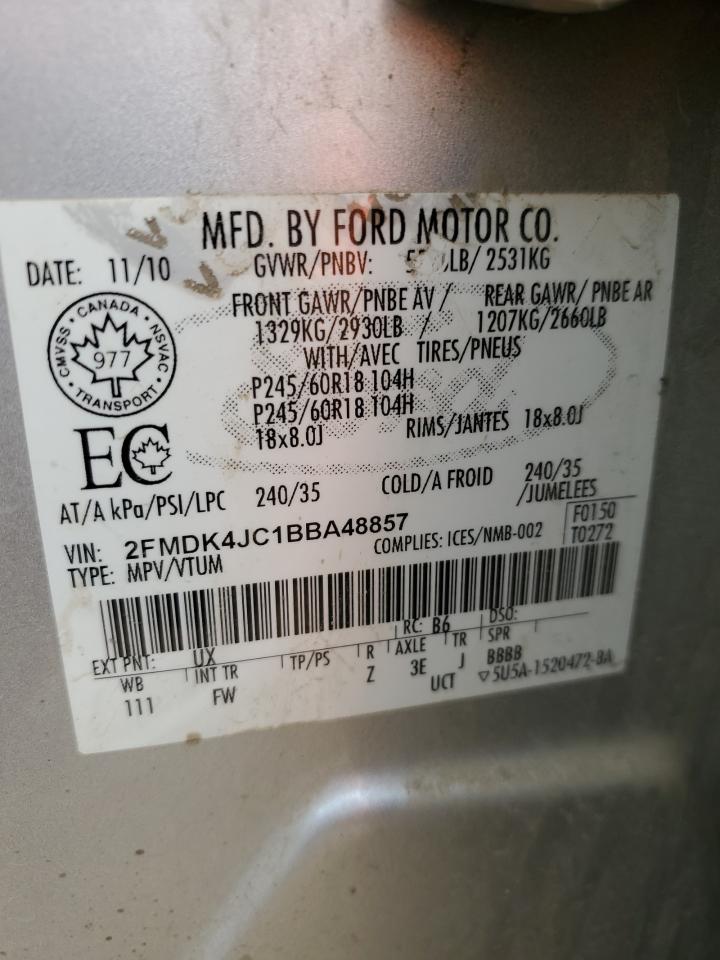 MFD. BY FORD MOTOR CO.
DATE: 11/10
GVWR/PNBV: LB/ 2531KG
FRONT GAWR/PNBE AV / REAR GAWR/ PNBE AR
1329KG/2930LB / 1207KG/2660LB
WITH/AVEC TIRES/PNEUS
P245/60R18 104H
P245/60R18 104H
18x8.0J RIMS/JANTES 18x8.0J
CANADA
CMVSS NSVAC
977
TRANSPORT
EC
AT/A kPa/PSI/LPC 240/35 COLD/A FROID 240/35
/JUMELEES
VIN: 2FMDK4JC1BBA48857
COMPLIES: ICES/NMB-002
F0150
T0272
TYPE: MPV/VTUM
RC: B6 DSO:
EXT PNT: UX
WB INT TR TP/PS R AXLE TR SPR
111 FW Z 3E J BBBB
UCT ▽5U5A-1520472-BA